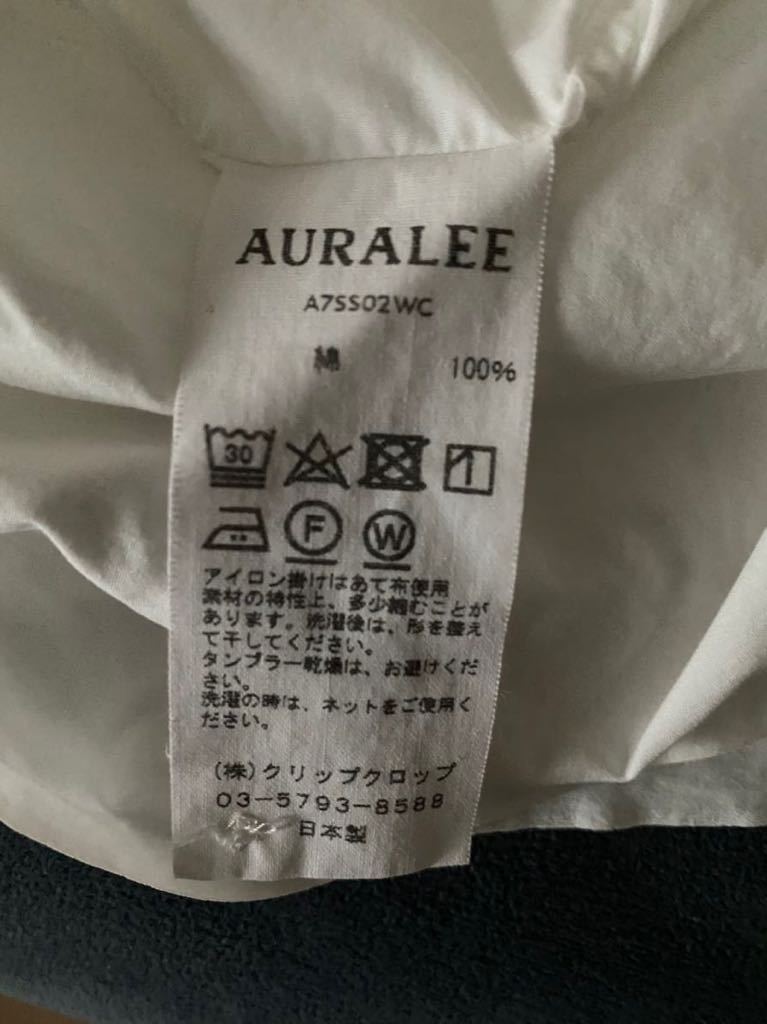 AURALEE
A7SS02WC
綿 100%
30
F W
アイロン掛けはあて布使用
素材の特性上、多少縮むことが
あります。洗濯後は、形を整え
て干してください。
タンブラー乾燥は、お避けくだ
さい。
洗濯の時は、ネットをご使用く
ださい。
(株)クリップクロップ
03-5793-8588
日本製